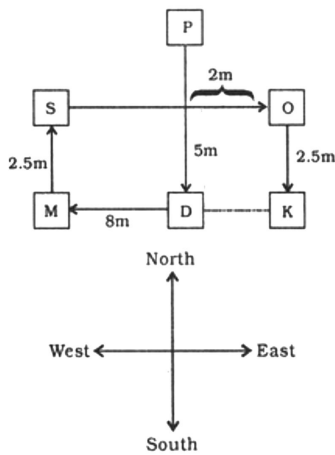 P
2m
S O
5m
2.5m 2.5m
M D K
8m
North
West East
South